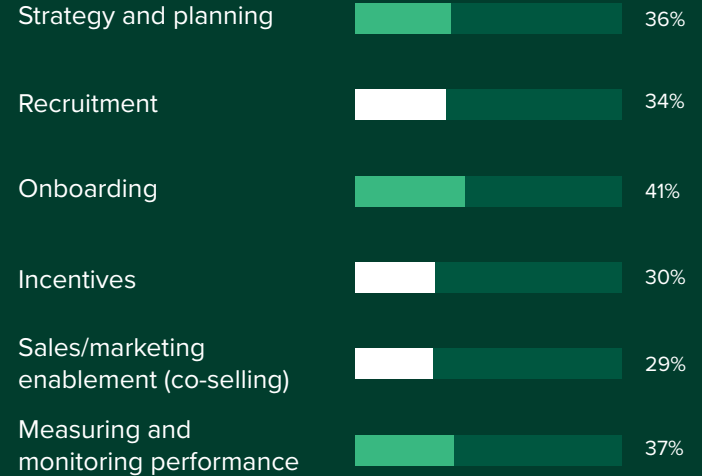 Strategy and planning
36%
Recruitment
34%
Onboarding
41%
Incentives
30%
Sales/marketing
enablement (co-selling)
29%
Measuring and
monitoring performance
37%